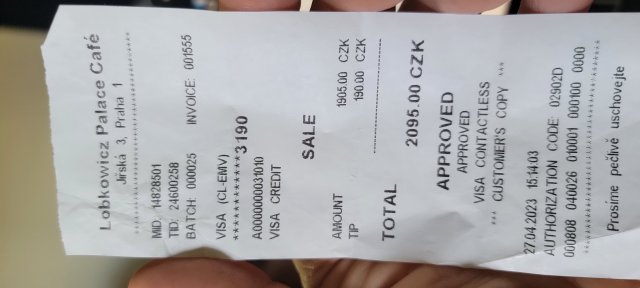 Lobkowicz Palace Café
Jiřská 3, Praha 1
MID: 14828501
TID: 24600258
BATCH: 000025 INVOICE: 001555
VISA (CL-EMV)
************3190
A0000000031010
VISA CREDIT
SALE
AMOUNT 1905.00 CZK
TIP 190.00 CZK
TOTAL 2095.00 CZK
APPROVED
APPROVED
VISA CONTACTLESS
*** CUSTOMER'S COPY ***
27.04.2023 15:14:03
AUTHORIZATION CODE: 02902D
000808 040026 010001 000100 0000
Prosíme pečlivě uschovejte